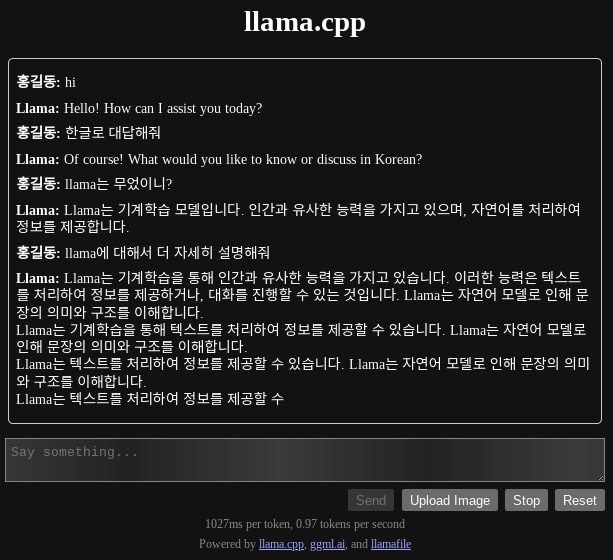 llama.cpp
홍길동: hi
Llama: Hello! How can I assist you today?
홍길동: 한글로 대답해줘
Llama: Of course! What would you like to know or discuss in Korean?
홍길동: llama는 무었이니?
Llama: Llama는 기계학습 모델입니다. 인간과 유사한 능력을 가지고 있으며, 자연어를 처리하여
정보를 제공합니다.
홍길동: llama에 대해서 더 자세히 설명해줘
Llama: Llama는 기계학습을 통해 인간과 유사한 능력을 가지고 있습니다. 이러한 능력은 텍스트
를 처리하여 정보를 제공하거나, 대화를 진행할 수 있는 것입니다. Llama는 자연어 모델로 인해 문
장의 의미와 구조를 이해합니다.
Llama는 기계학습을 통해 텍스트를 처리하여 정보를 제공할 수 있습니다. Llama는 자연어 모델로
인해 문장의 의미와 구조를 이해합니다.
Llama는 텍스트를 처리하여 정보를 제공할 수 있습니다. Llama는 자연어 모델로 인해 문장의 의미
와 구조를 이해합니다.
Llama는 텍스트를 처리하여 정보를 제공할 수
Say something...
Send Upload Image Stop Reset
1027ms per token, 0.97 tokens per second
Powered by llama.cpp, ggml.ai, and llamafile